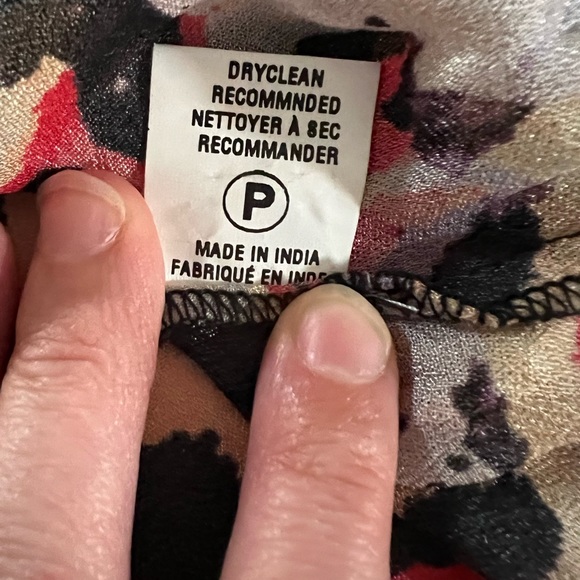 DRYCLEAN
RECOMMNDED
NETTOYER À SEC
RECOMMANDER
P
MADE IN INDIA
FABRIQUÉ EN